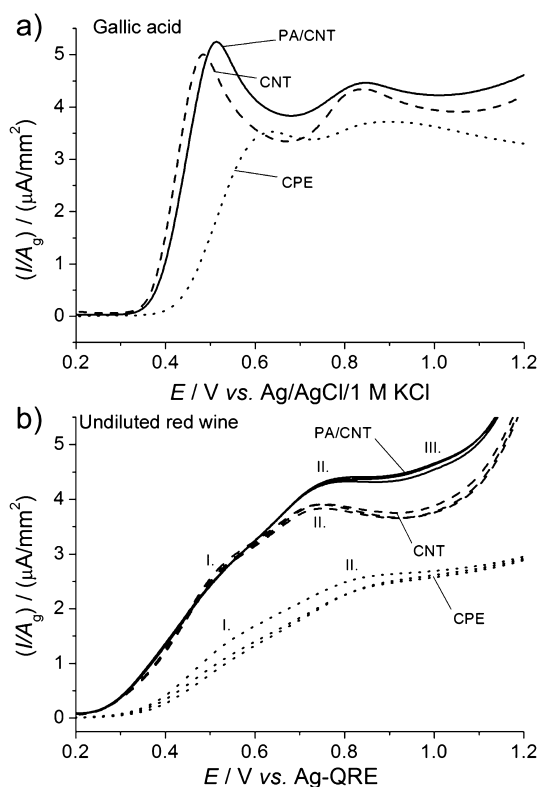 a)
Gallic acid
PA/CNT
CNT
CPE
(I/Ag) / (µA/mm²)
5
4
3
2
1
0
0.2 0.4 0.6 0.8 1.0 1.2
E / V vs. Ag/AgCl/1 M KCl
b)
Undiluted red wine
PA/CNT
III.
II.
II.
CNT
I.
II.
I.
CPE
(I/Ag) / (µA/mm²)
5
4
3
2
1
0
0.2 0.4 0.6 0.8 1.0 1.2
E / V vs. Ag-QRE